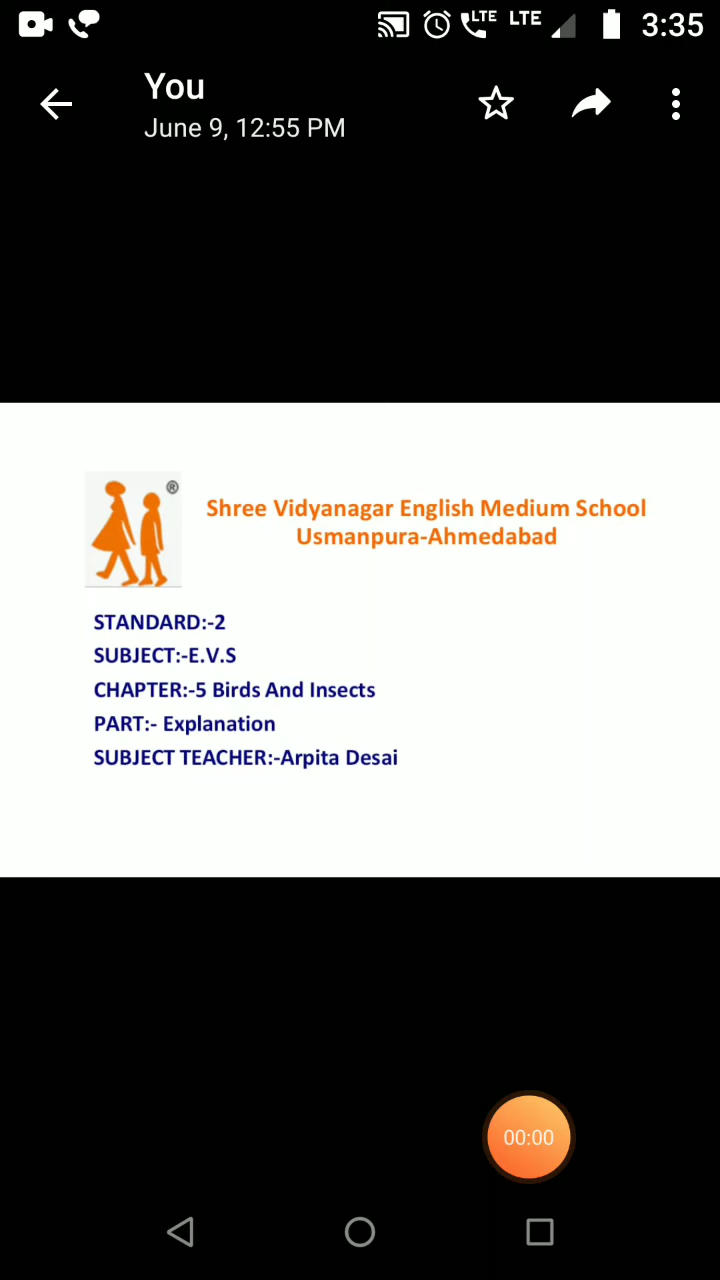 LTE LTE 3:35
You
June 9, 12:55 PM
®
Shree Vidyanagar English Medium School
Usmanpura-Ahmedabad
STANDARD:-2
SUBJECT:-E.V.S
CHAPTER:-5 Birds And Insects
PART:- Explanation
SUBJECT TEACHER:-Arpita Desai
00:00